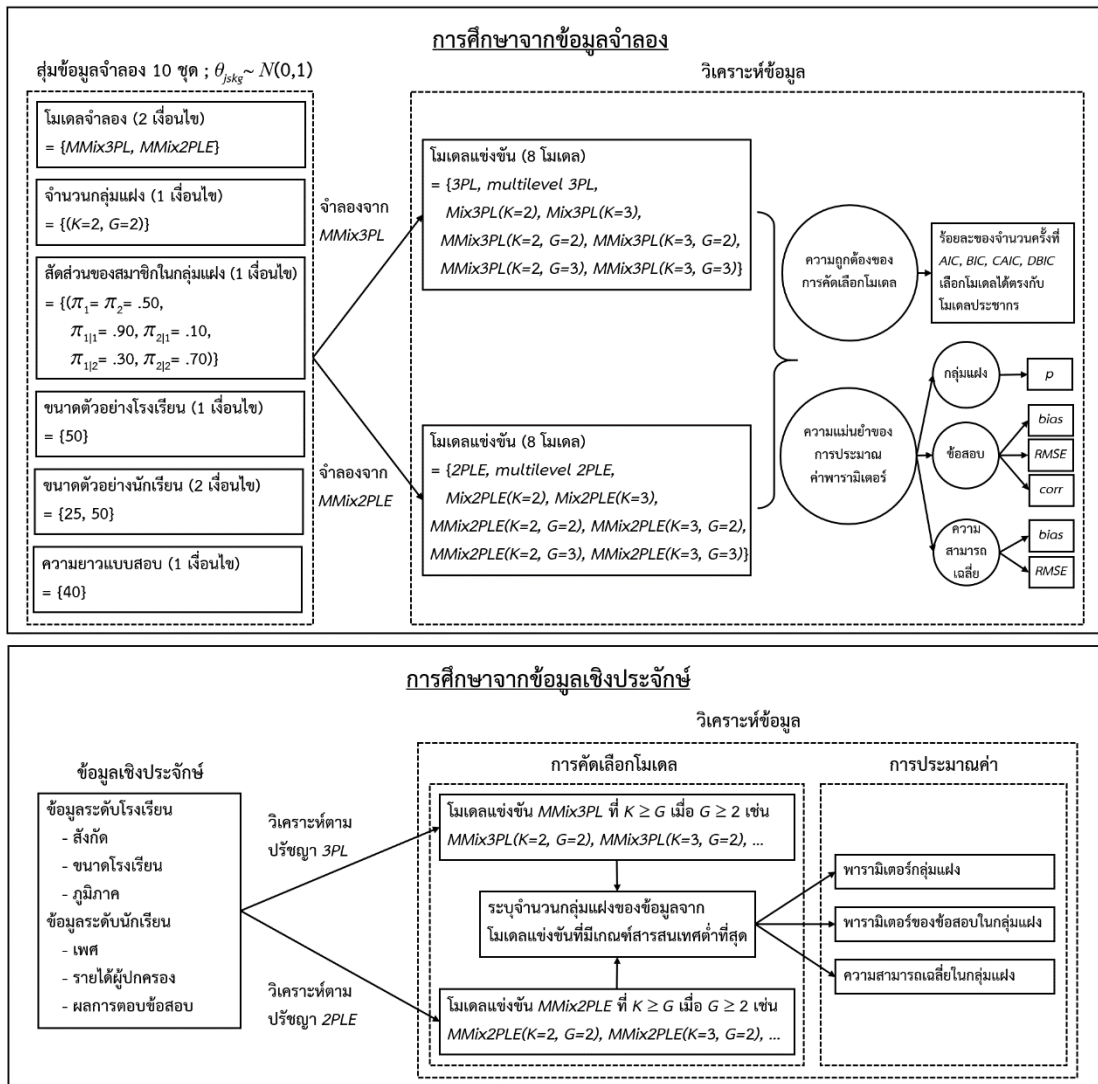 การศึกษาจากข้อมูลจำลอง
สุ่มข้อมูลจำลอง 10 ชุด ; θjskg ~ N(0,1)
วิเคราะห์ข้อมูล
โมเดลจำลอง (2 เงื่อนไข)
= {MMix3PL, MMix2PLE}
จำนวนกลุ่มแฝง (1 เงื่อนไข)
= {(K=2, G=2)}
สัดส่วนของสมาชิกในกลุ่มแฝง (1 เงื่อนไข)
= {(π1= π2= .50,
π1|1= .90, π2|1= .10,
π1|2= .30, π2|2= .70)}
ขนาดตัวอย่างโรงเรียน (1 เงื่อนไข)
= {50}
ขนาดตัวอย่างนักเรียน (2 เงื่อนไข)
= {25, 50}
ความยาวแบบสอบ (1 เงื่อนไข)
= {40}
จำลองจาก
MMix3PL
จำลองจาก
MMix2PLE
โมเดลแข่งขัน (8 โมเดล)
= {3PL, multilevel 3PL,
Mix3PL(K=2), Mix3PL(K=3),
MMix3PL(K=2, G=2), MMix3PL(K=3, G=2),
MMix3PL(K=2, G=3), MMix3PL(K=3, G=3)}
โมเดลแข่งขัน (8 โมเดล)
= {2PLE, multilevel 2PLE,
Mix2PLE(K=2), Mix2PLE(K=3),
MMix2PLE(K=2, G=2), MMix2PLE(K=3, G=2),
MMix2PLE(K=2, G=3), MMix2PLE(K=3, G=3)}
ความถูกต้องของ
การคัดเลือกโมเดล
ร้อยละของจำนวนครั้งที่
AIC, BIC, CAIC, DBIC
เลือกโมเดลได้ตรงกับ
โมเดลประชากร
ความแม่นยำของ
การประมาณ
ค่าพารามิเตอร์
กลุ่มแฝง
p
ข้อสอบ
bias
RMSE
corr
ความ
สามารถ
เฉลี่ย
bias
RMSE
การศึกษาจากข้อมูลเชิงประจักษ์
วิเคราะห์ข้อมูล
ข้อมูลเชิงประจักษ์
ข้อมูลระดับโรงเรียน
- สังกัด
- ขนาดโรงเรียน
- ภูมิภาค
ข้อมูลระดับนักเรียน
- เพศ
- รายได้ผู้ปกครอง
- ผลการตอบข้อสอบ
วิเคราะห์ตาม
ปรัชญา 3PL
วิเคราะห์ตาม
ปรัชญา 2PLE
การคัดเลือกโมเดล
โมเดลแข่งขัน MMix3PL ที่ K ≥ G เมื่อ G ≥ 2 เช่น
MMix3PL(K=2, G=2), MMix3PL(K=3, G=2), ...
ระบุจำนวนกลุ่มแฝงของข้อมูลจาก
โมเดลแข่งขันที่มีเกณฑ์สารสนเทศต่ำที่สุด
โมเดลแข่งขัน MMix2PLE ที่ K ≥ G เมื่อ G ≥ 2 เช่น
MMix2PLE(K=2, G=2), MMix2PLE(K=3, G=2), ...
การประมาณค่า
พารามิเตอร์กลุ่มแฝง
พารามิเตอร์ของข้อสอบในกลุ่มแฝง
ความสามารถเฉลี่ยในกลุ่มแฝง